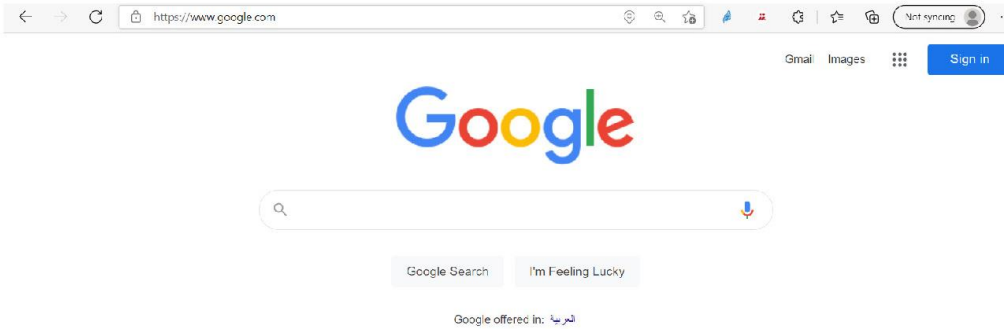 https://www.google.com
Not syncing
Gmail Images
Sign in
Google
Google Search I'm Feeling Lucky
Google offered in: العربية